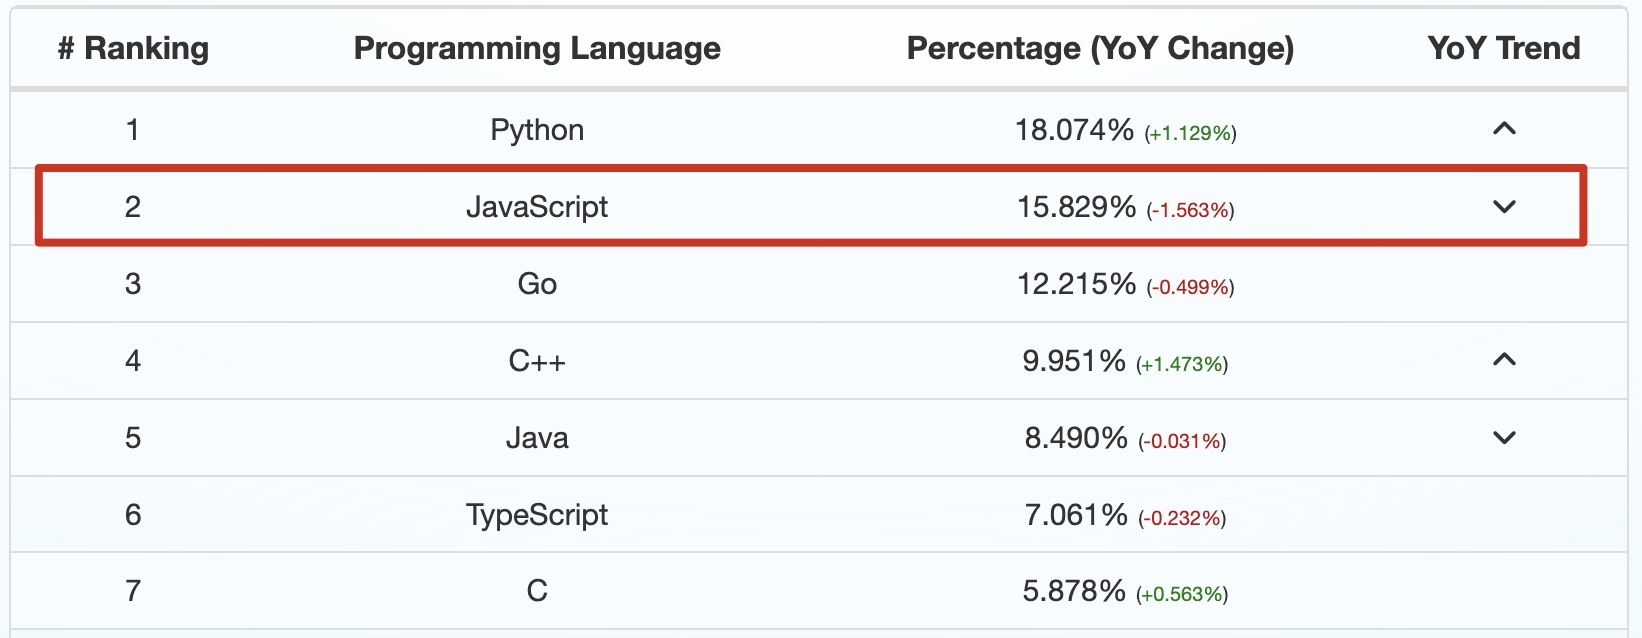 # Ranking Programming Language Percentage (YoY Change) YoY Trend
1 Python 18.074% (+1.129%)
2 JavaScript 15.829% (-1.563%)
3 Go 12.215% (-0.499%)
4 C++ 9.951% (+1.473%)
5 Java 8.490% (-0.031%)
6 TypeScript 7.061% (-0.232%)
7 C 5.878% (+0.563%)